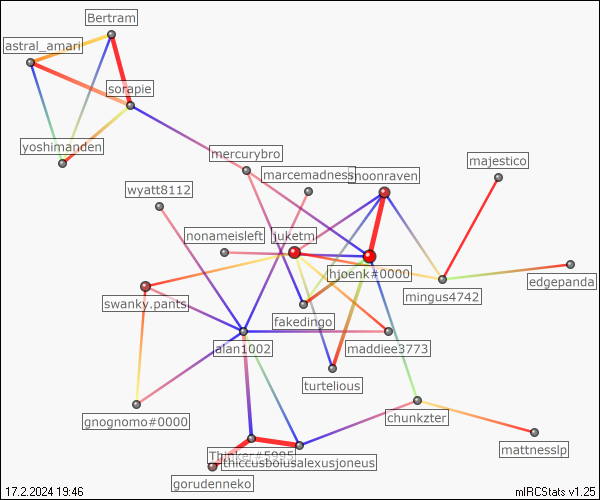 Bertram
astral_amari
sorapie
yoshimanden
mercurybro
majestico
marcemadness
moonraven
wyatt8112
nonameisleft
juketm
hjoenk#0000
edgepanda
mingus4742
swanky.pants
fakedingo
alan1002
maddiee3773
turtelious
gnognomo#0000
chunkzter
mattnesslp
Thinker#5995
thiccusboiusalexusjoneus
gorudenneko
17.2.2024 19:46
mIRCStats v1.25